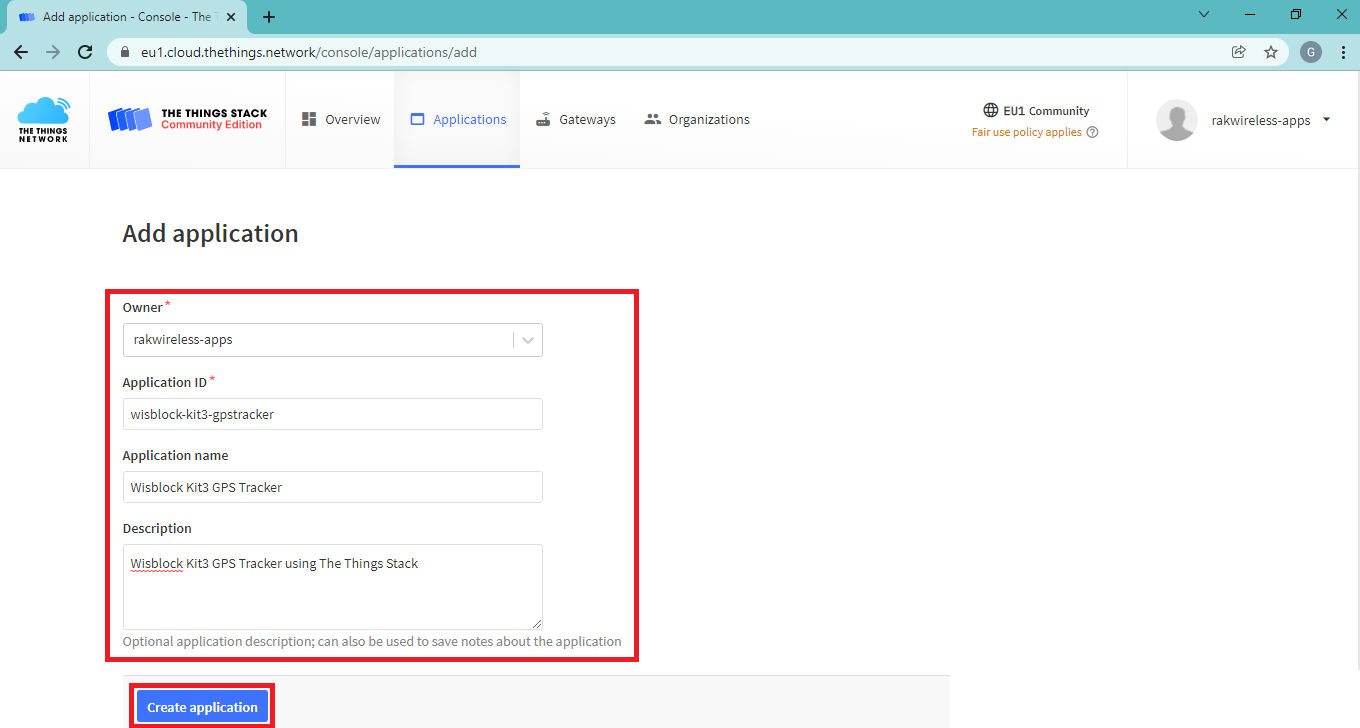 Add application - Console - The T
eu1.cloud.thethings.network/console/applications/add
G
THE THINGS
NETWORK
THE THINGS STACK
Community Edition
Overview
Applications
Gateways
Organizations
EU1 Community
Fair use policy applies
rakwireless-apps
Add application
Owner*
rakwireless-apps
Application ID*
wisblock-kit3-gpstracker
Application name
Wisblock Kit3 GPS Tracker
Description
Wisblock Kit3 GPS Tracker using The Things Stack
Optional application description; can also be used to save notes about the application
Create application